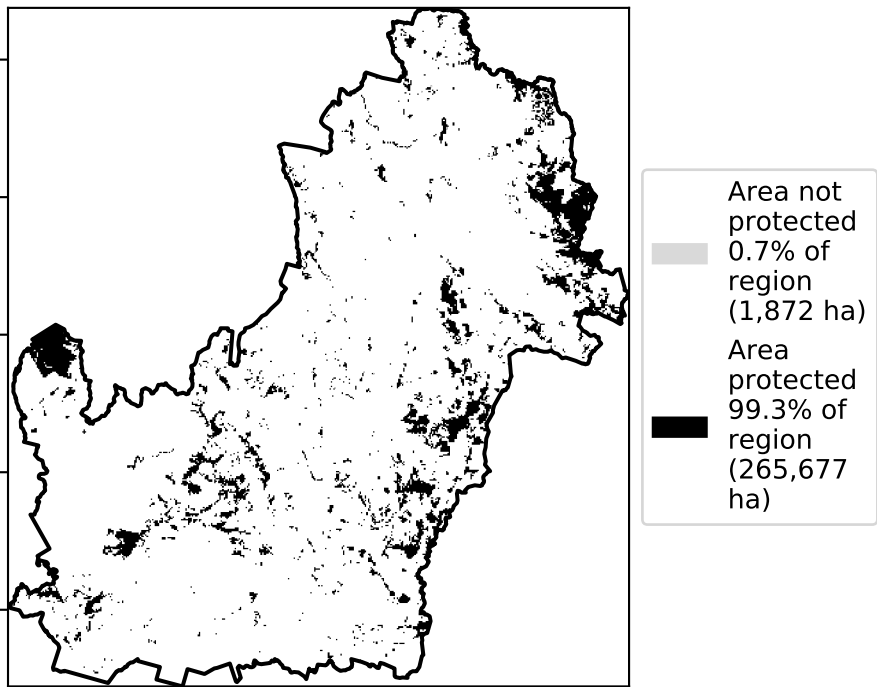 Area not
protected
0.7% of
region
(1,872 ha)
Area
protected
99.3% of
region
(265,677
ha)